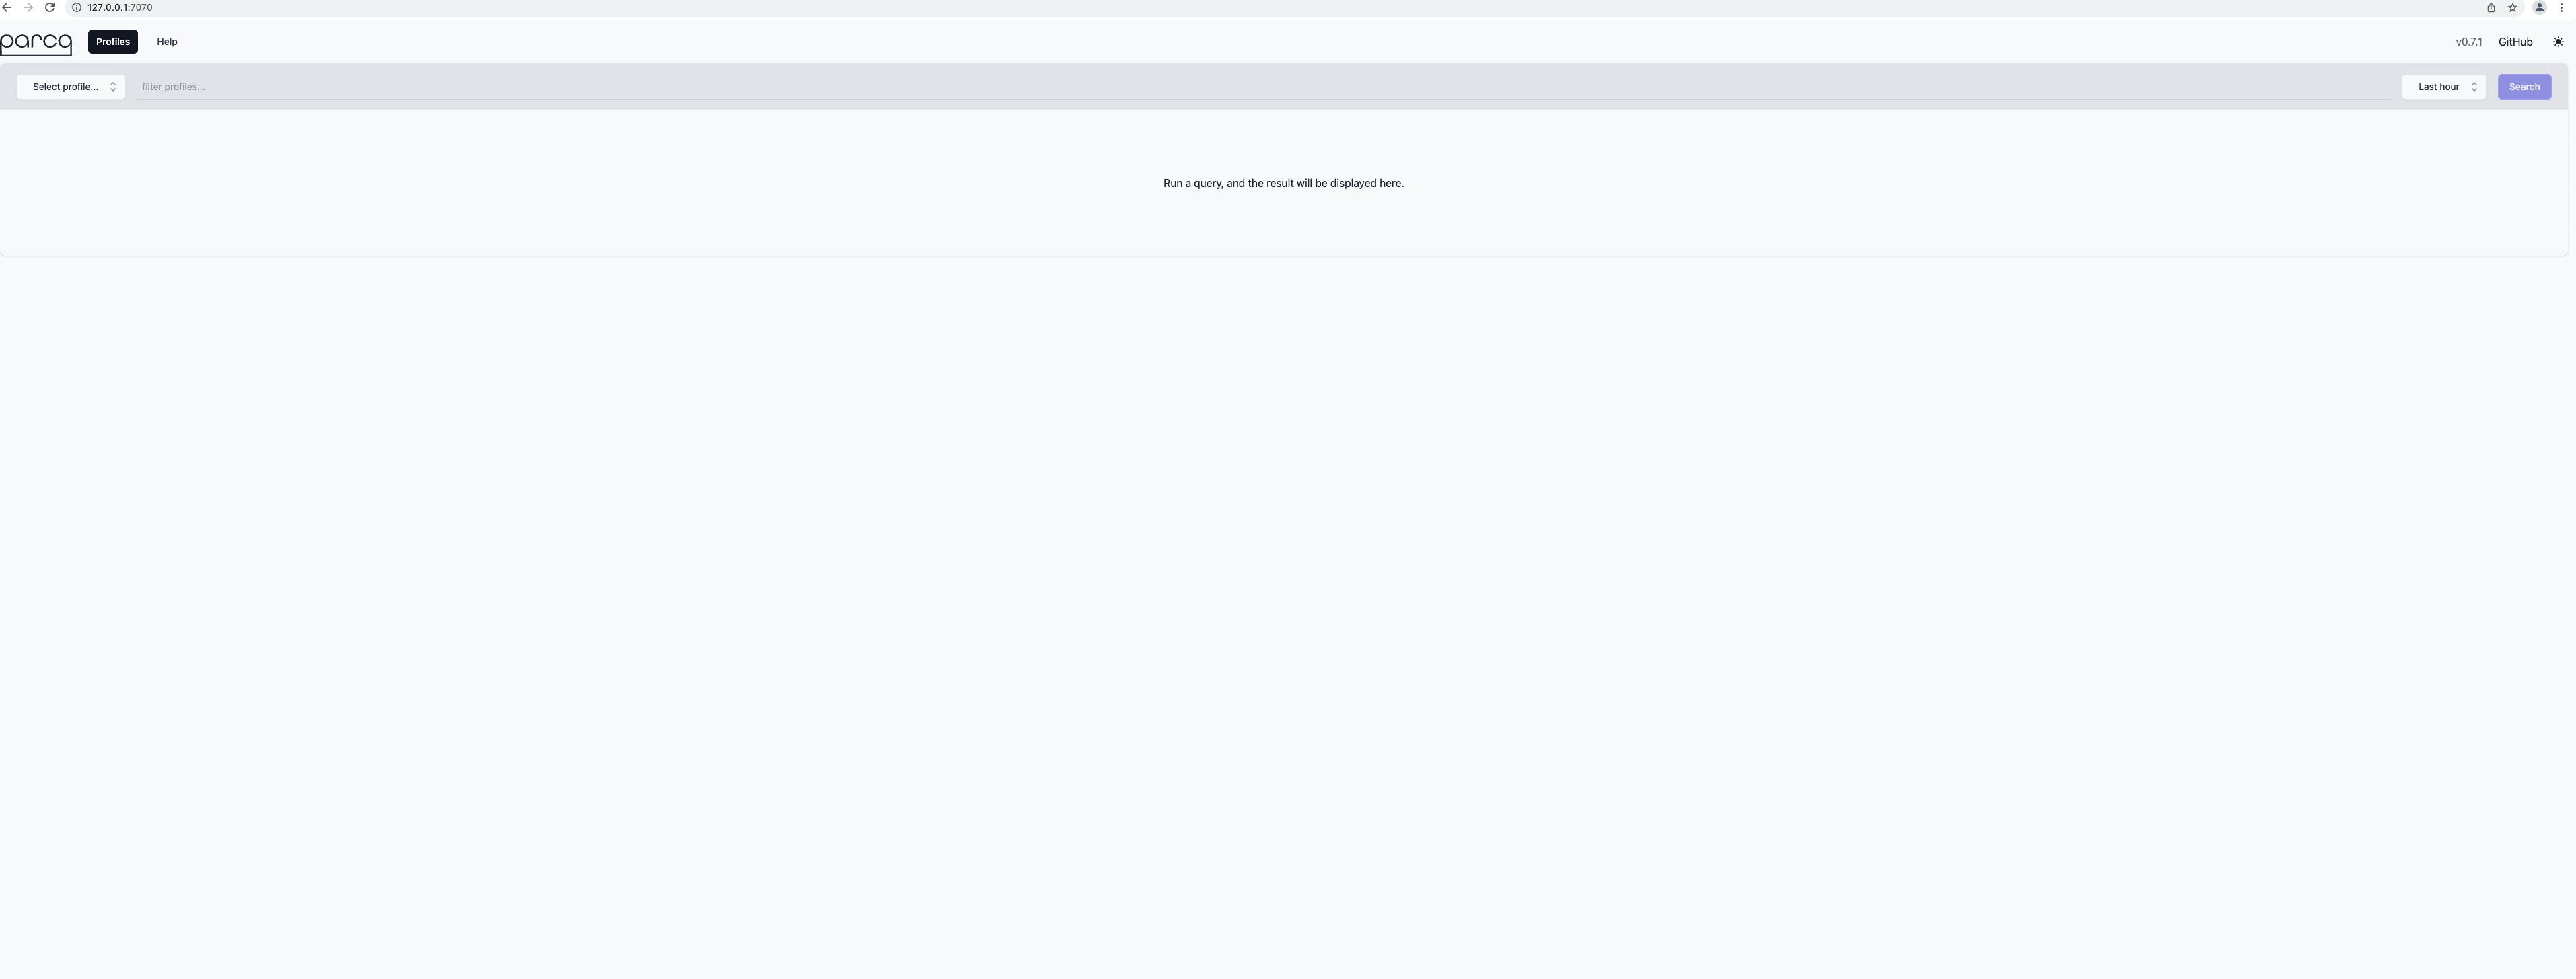 127.0.0.1:7070
parca Profiles Help v0.7.1 GitHub
Select profile... filter profiles... Last hour Search
Run a query, and the result will be displayed here.